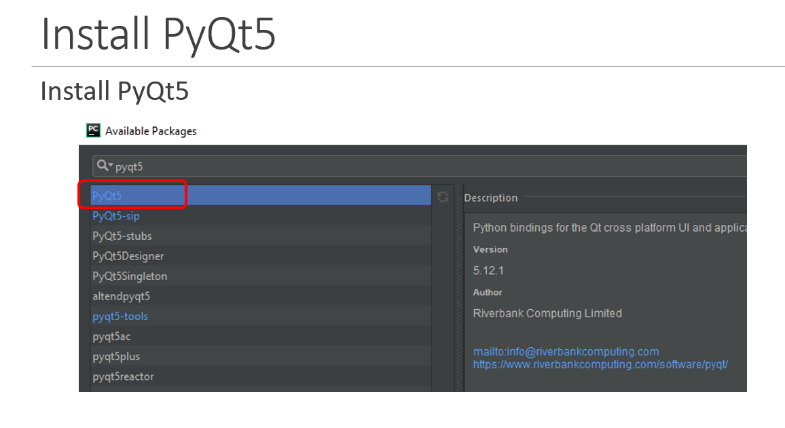 Install PyQt5
Install PyQt5
PC Available Packages
pyqt5
PyQt5
PyQt5-sip
PyQt5-stubs
PyQt5Designer
PyQt5Singleton
altendpyqt5
pyqt5-tools
pyqt5ac
pyqt5plus
pyqt5reactor
Description
Python bindings for the Qt cross platform UI and applica
Version
5.12.1
Author
Riverbank Computing Limited
mailto:info@riverbankcomputing.com
https://www.riverbankcomputing.com/software/pyqt/